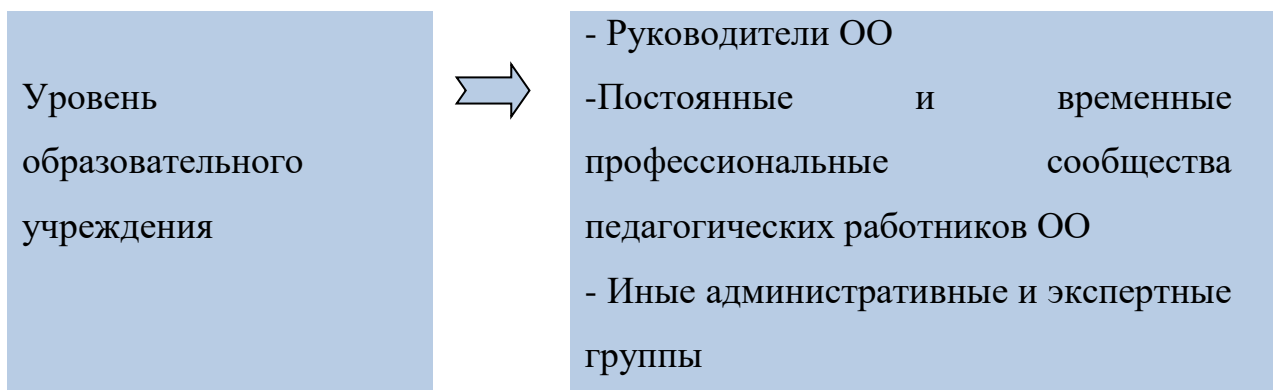 Уровень
образовательного
учреждения
- Руководители ОО
-Постоянные и временные
профессиональные сообщества
педагогических работников ОО
- Иные административные и экспертные
группы